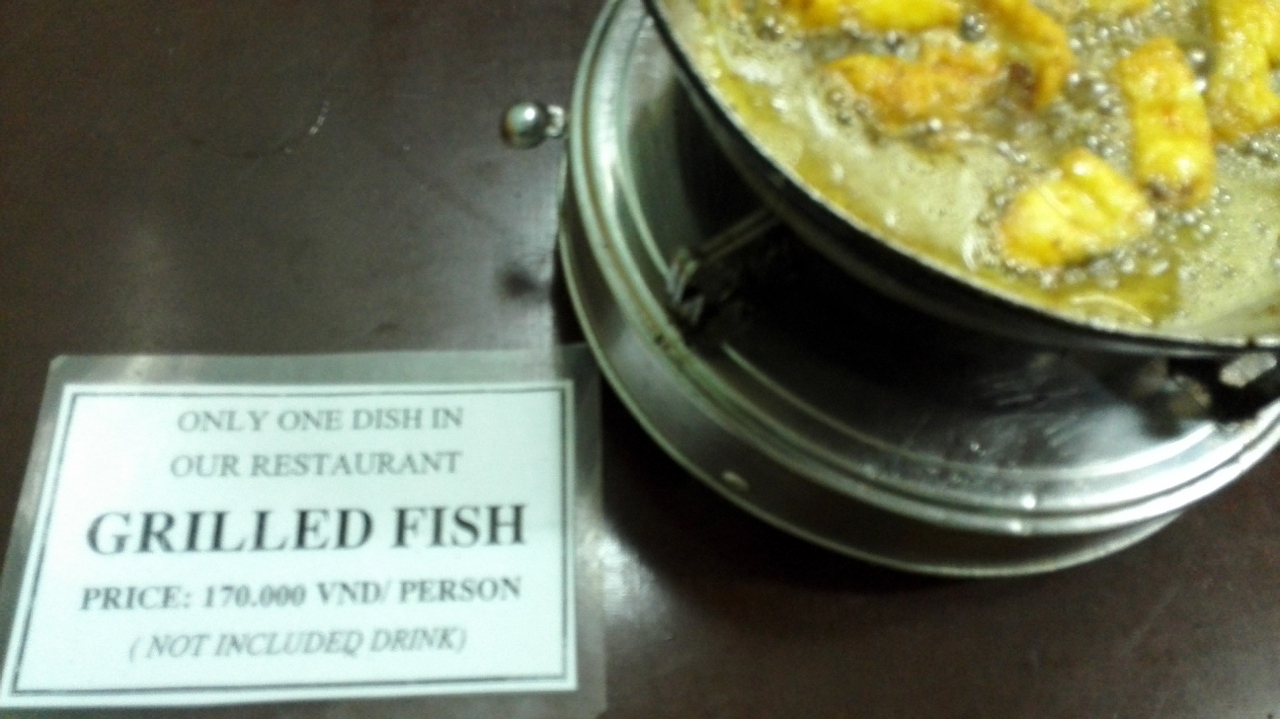 ONLY ONE DISH IN
OUR RESTAURANT
GRILLED FISH
PRICE: 170.000 VND/ PERSON
( NOT INCLUDED DRINK)